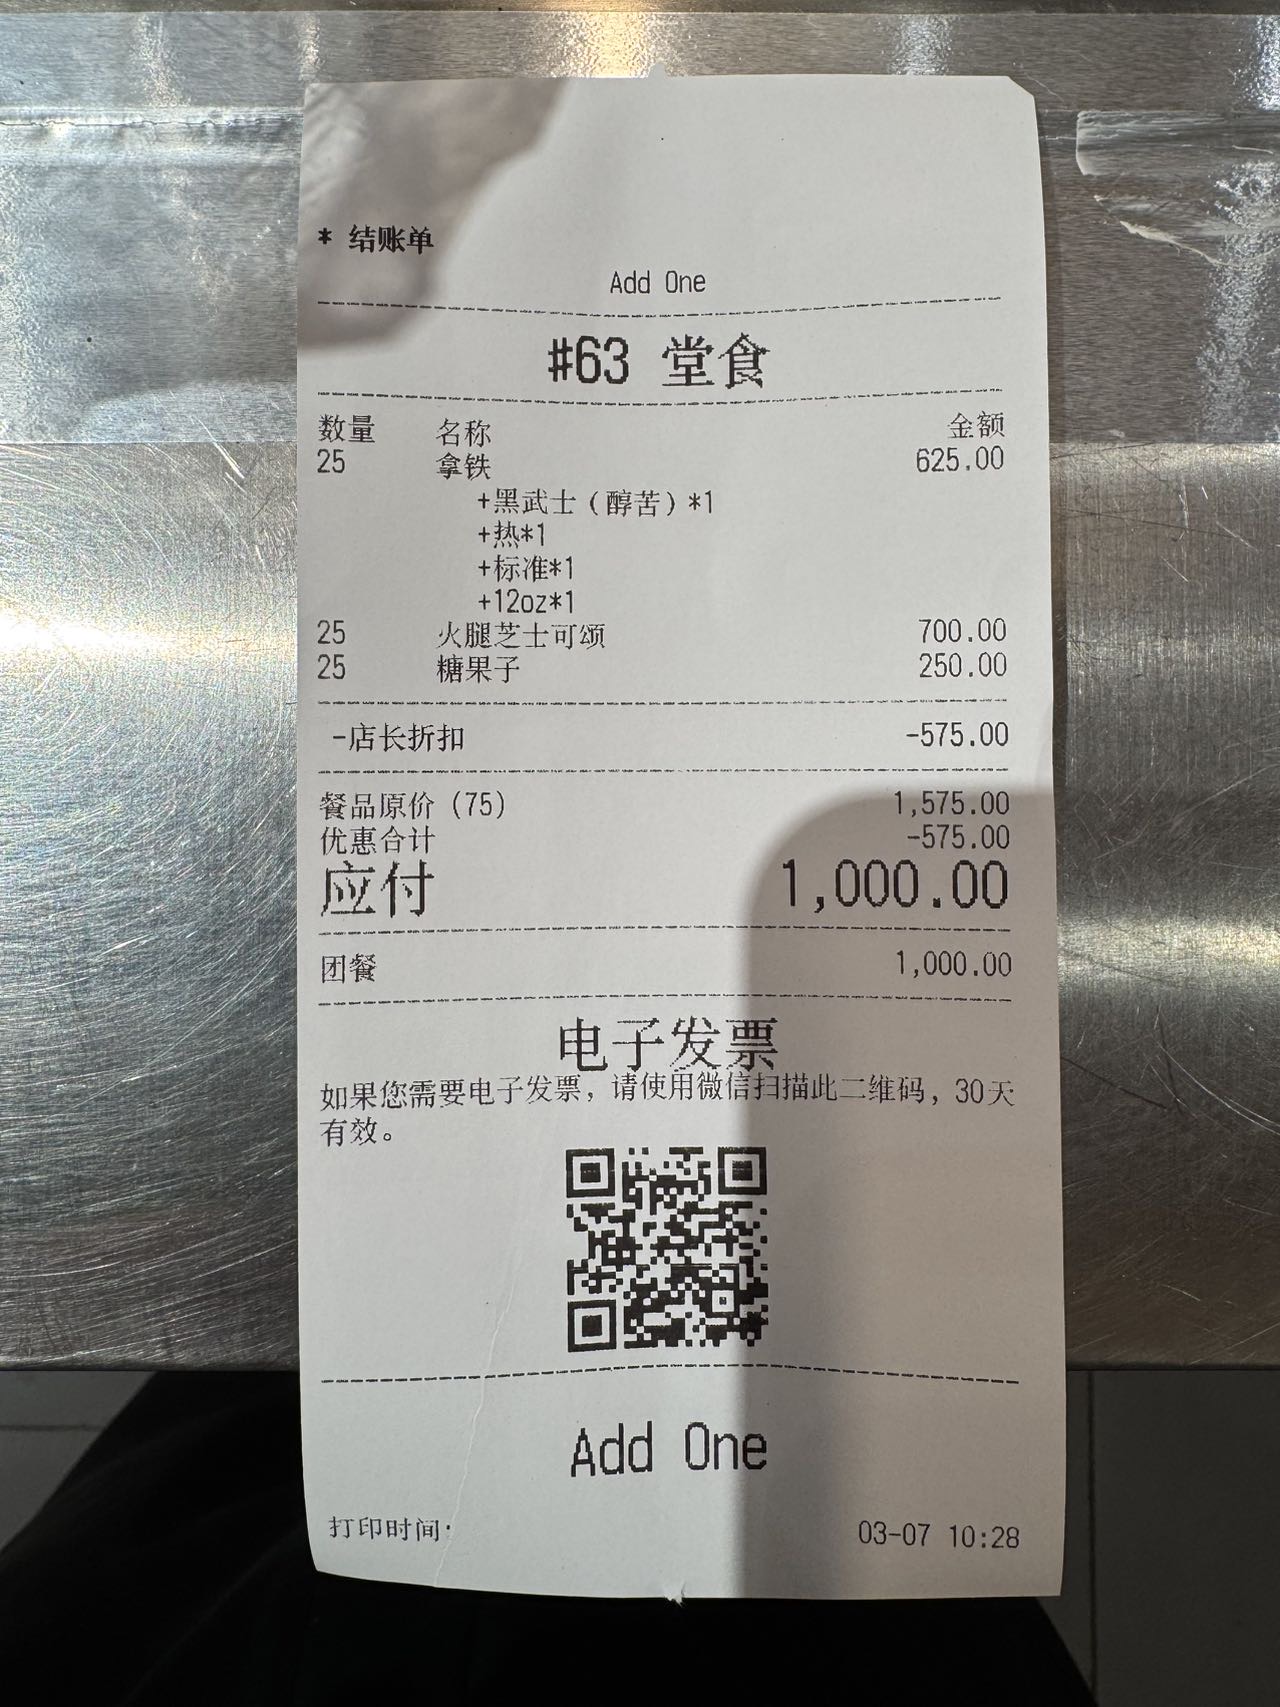 * 结账单
Add One
#63 堂食
数量 名称 金额
25 拿铁 625.00
+黑武士（醇苦）*1
+热*1
+标准*1
+12oz*1
25 火腿芝士可颂 700.00
25 糖果子 250.00
-店长折扣 -575.00
餐品原价 (75) 1,575.00
优惠合计 -575.00
应付 1,000.00
团餐 1,000.00
电子发票
如果您需要电子发票，请使用微信扫描此二维码，30天
有效。
Add One
打印时间: 03-07 10:28